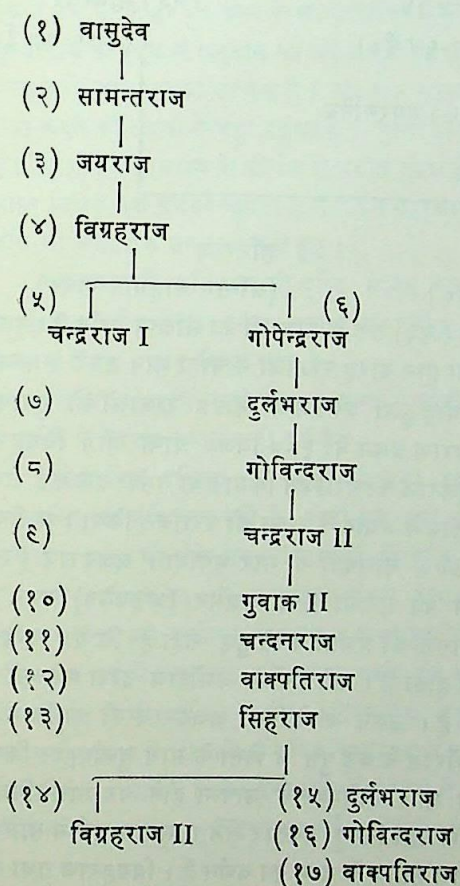 (१) वासुदेव
(२) सामन्तराज
(३) जयराज
(४) विग्रहराज
(५) (६)
चन्द्रराज I गोपेन्द्रराज
(७) दुर्लभराज
(८) गोविन्दराज
(९) चन्द्रराज II
(१०) गुवाक II
(११) चन्दनराज
(१२) वाक्पतिराज
(१३) सिंहराज
(१४) (१५) दुर्लभराज
विग्रहराज II (१६) गोविन्दराज
(१७) वाक्पतिराज